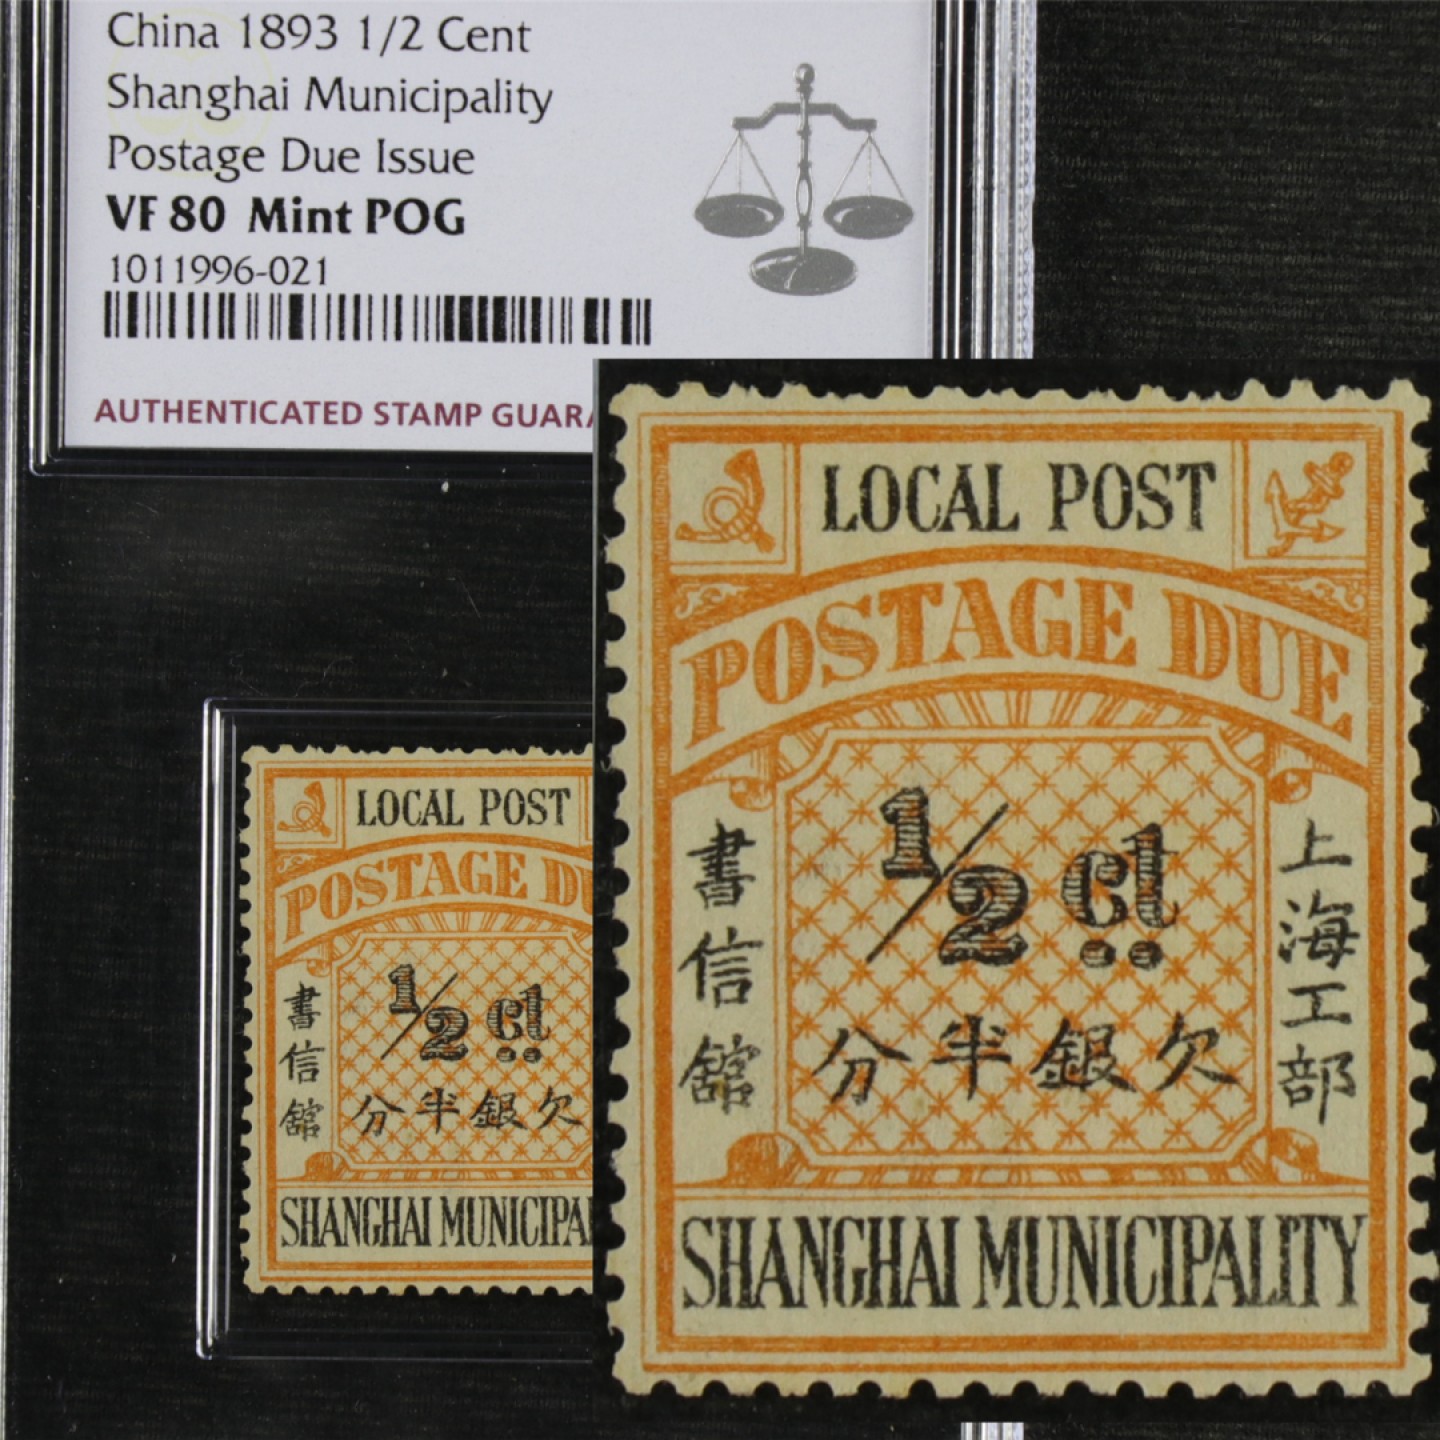 China 1893 1/2 Cent
Shanghai Municipality
Postage Due Issue
VF 80 Mint POG
1011996-021
AUTHENTICATED STAMP GUARA
LOCAL POST
POSTAGE DU
1/2 ct
書信館
分半銀欠
SHANGHAI MUNICIPA
LOCAL POST
POSTAGE DUE
1/2 ct
書信館
上海工部
分半銀欠
SHANGHAI MUNICIPALITY